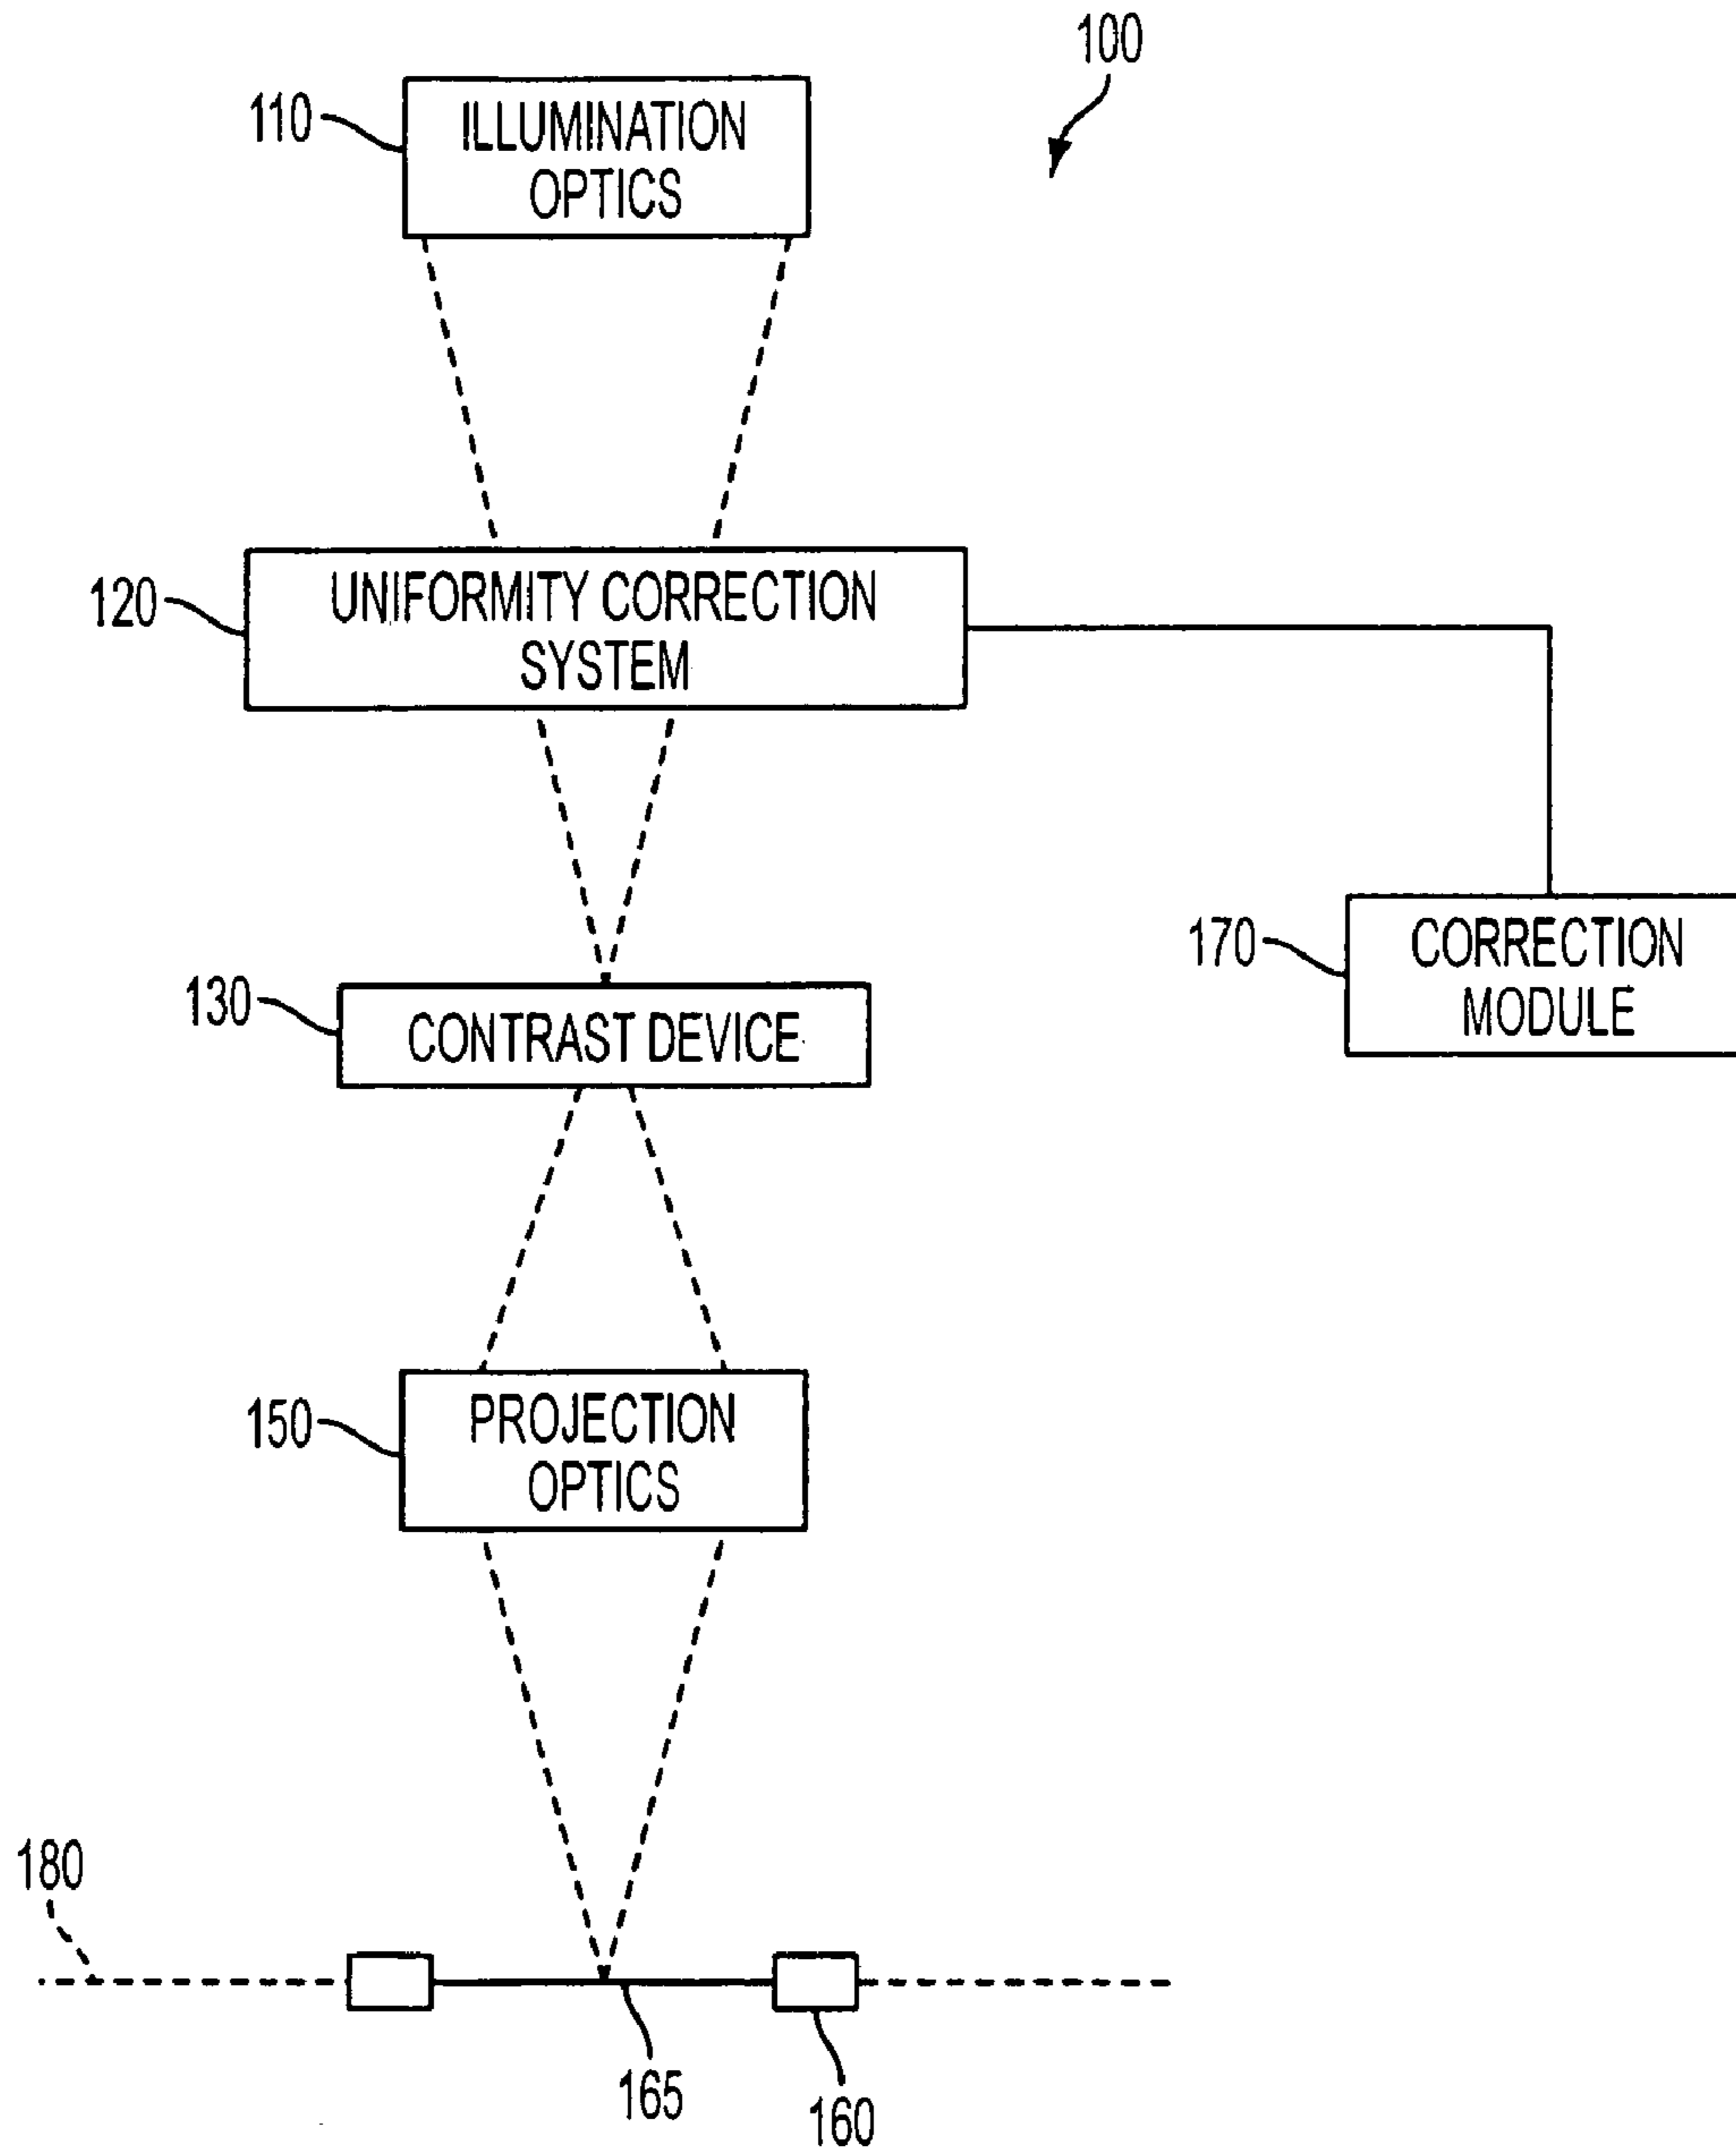 100
110
ILLUMINATION
OPTICS
120
UNIFORMITY CORRECTION
SYSTEM
170
CORRECTION
MODULE
130
CONTRAST DEVICE
150
PROJECTION
OPTICS
180
165
160